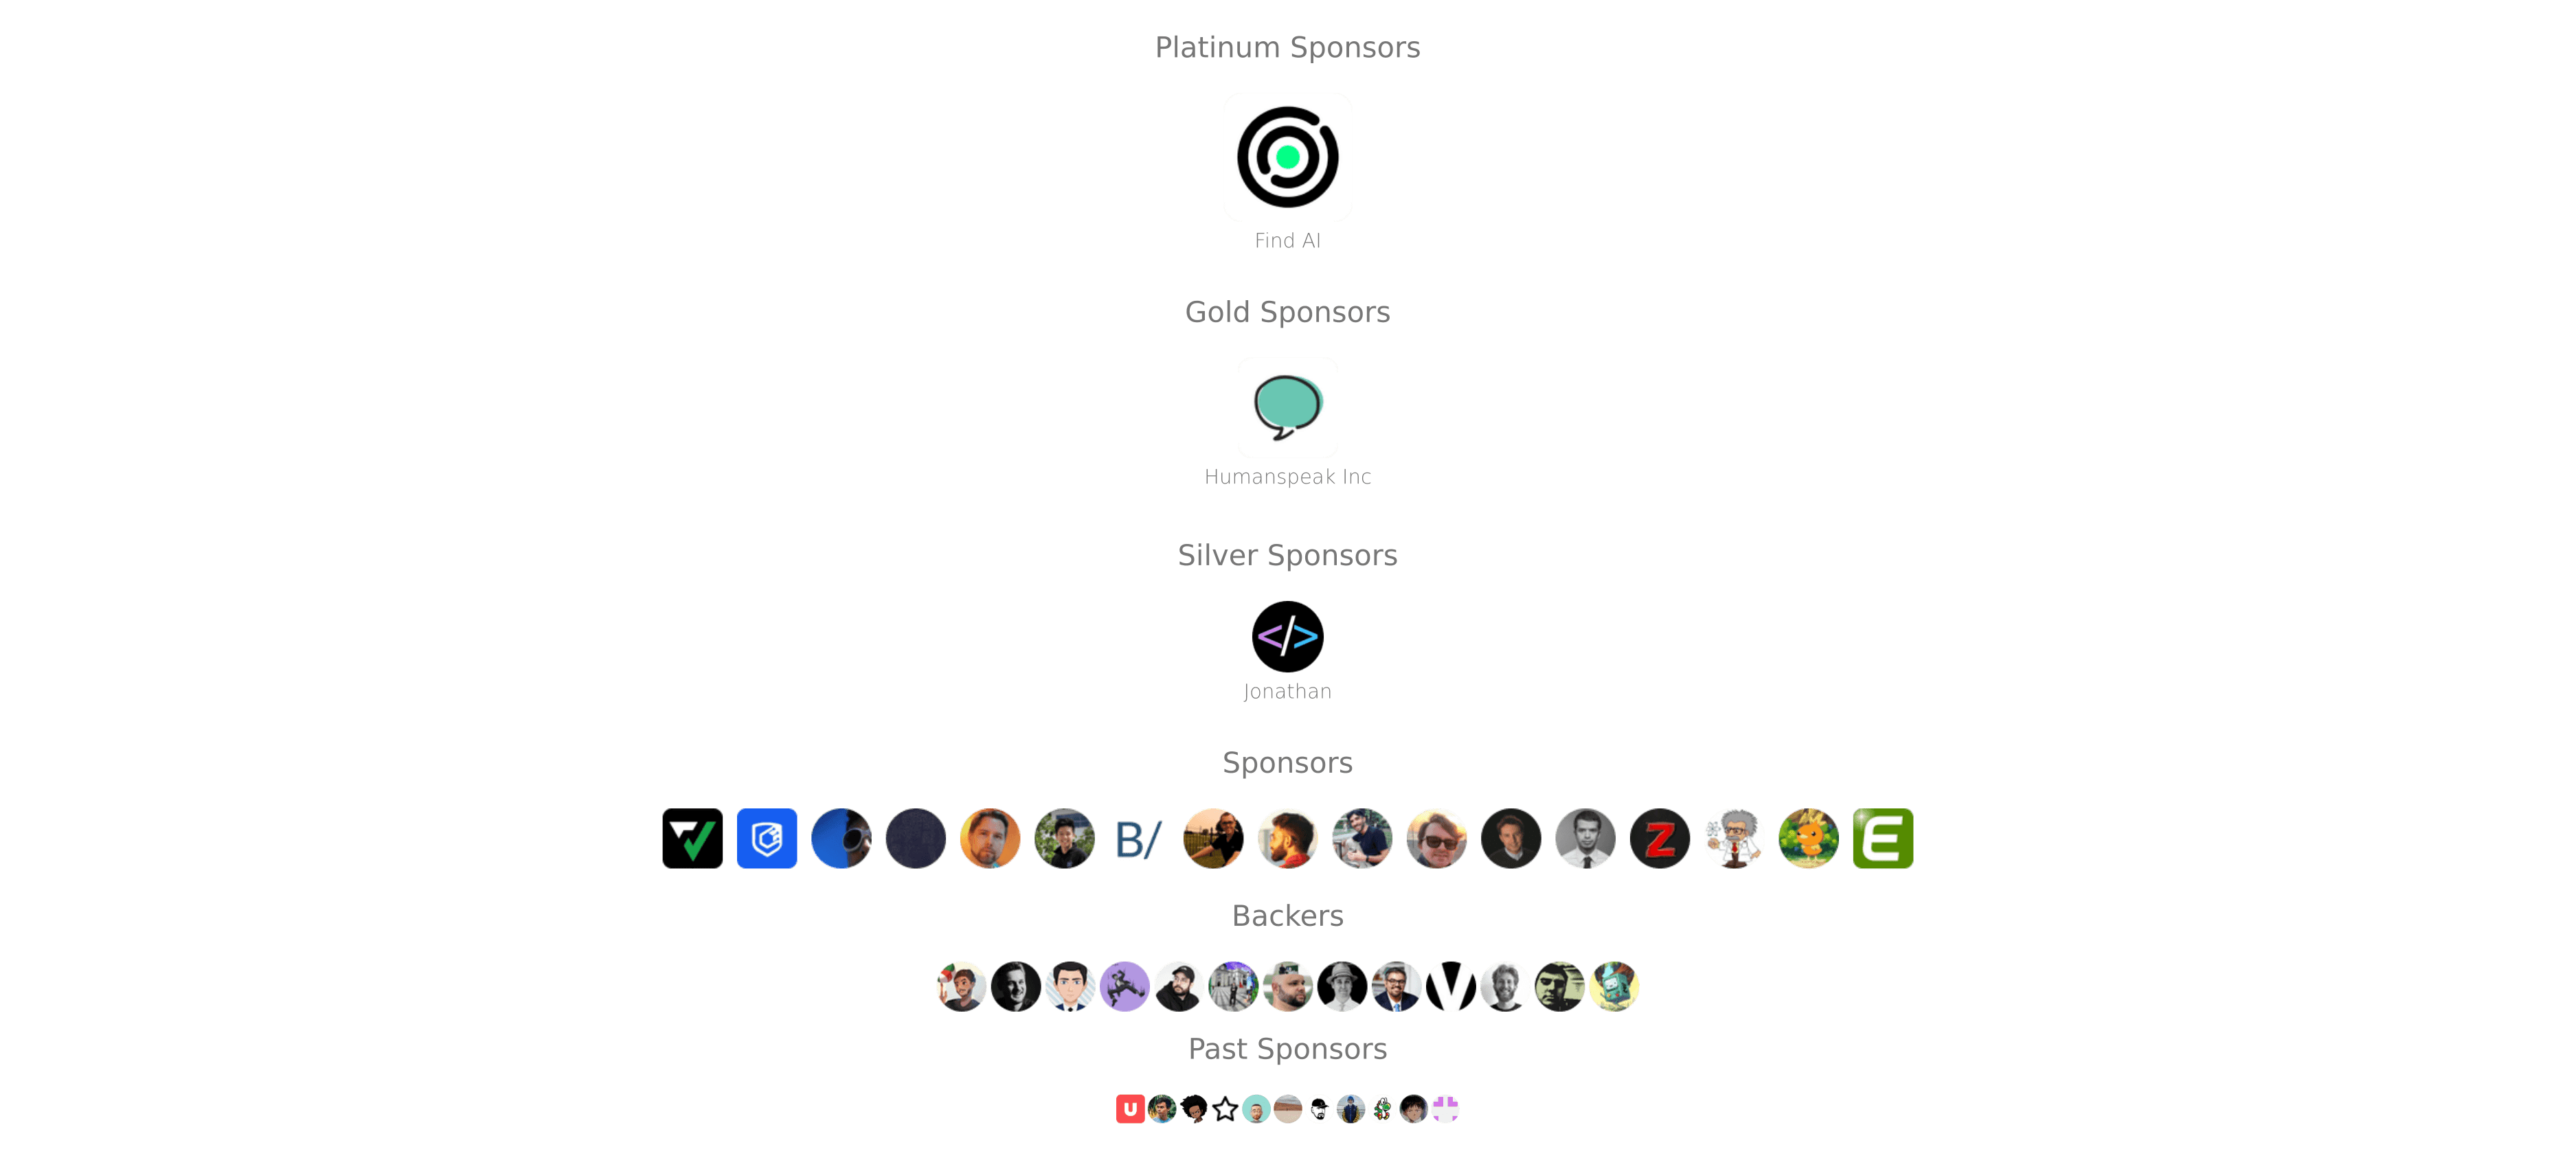 Platinum Sponsors
Find AI
Gold Sponsors
Humanspeak Inc
Silver Sponsors
</>
Jonathan
Sponsors
B/
Z
E
Backers
V
Past Sponsors
U